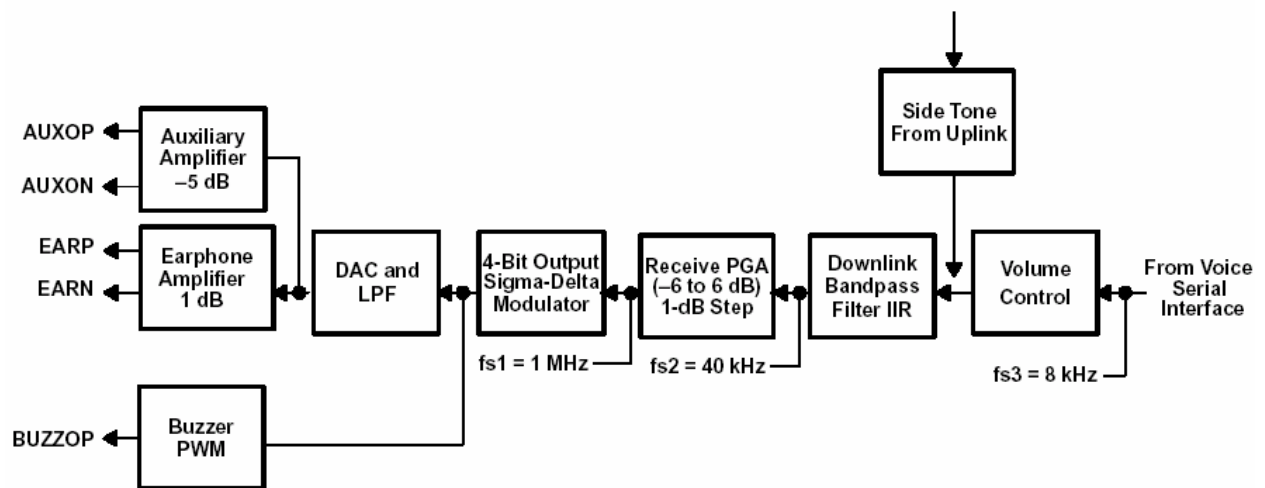 Side Tone
From Uplink
AUXOP
AUXON
Auxiliary
Amplifier
–5 dB
EARP
EARN
Earphone
Amplifier
1 dB
DAC and
LPF
4-Bit Output
Sigma-Delta
Modulator
Receive PGA
(–6 to 6 dB)
1-dB Step
Downlink
Bandpass
Filter IIR
Volume
Control
From Voice
Serial
Interface
fs1 = 1 MHz
fs2 = 40 kHz
fs3 = 8 kHz
BUZZOP
Buzzer
PWM